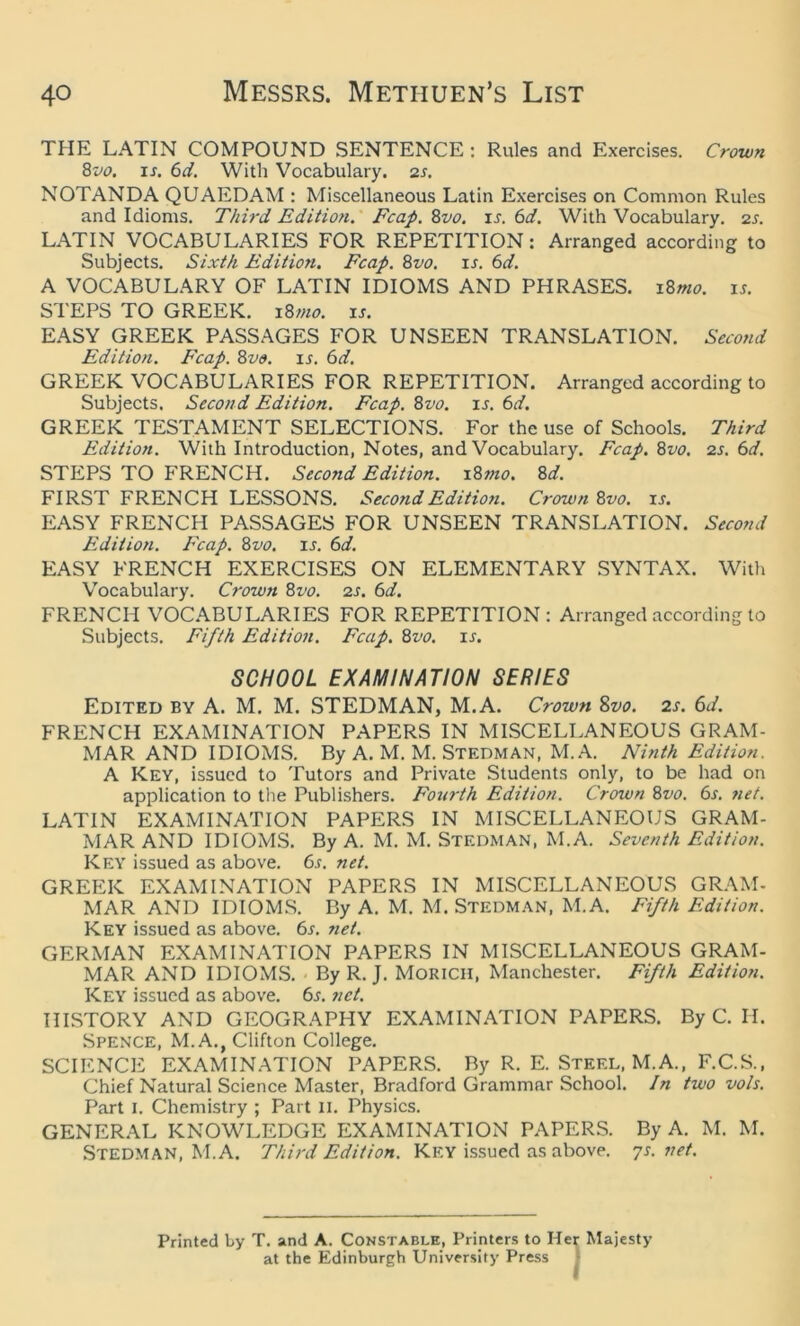 40 MESSRS. METHUEN'S LIST
THE LATIN COMPOUND SENTENCE : Rules and Exercises. Crown
8vo. 1s. 6d. With Vocabulary. 2s.
NOTANDA QUAEDAM : Miscellaneous Latin Exercises on Common Rules
and Idioms. Third Edition. Fcap. 8vo. 1s. 6d. With Vocabulary. 2s.
LATIN VOCABULARIES FOR REPETITION : Arranged according to
Subjects. Sixth Edition. Fcap. 8vo. 1s. 6d.
A VOCABULARY OF LATIN IDIOMS AND PHRASES. 18mo. 1s.
STEPS TO GREEK. 18mo. 1s.
EASY GREEK PASSAGES FOR UNSEEN TRANSLATION. Second
Edition. Fcap. 8vo. 1s. 6d.
GREEK VOCABULARIES FOR REPETITION. Arranged according to
Subjects. Second Edition. Fcap. 8vo. 1s. 6d.
GREEK TESTAMENT SELECTIONS. For the use of Schools. Third
Edition. With Introduction, Notes, and Vocabulary. Fcap. 8vo. 2s. 6d.
STEPS TO FRENCH. Second Edition. 18mo. 8d.
FIRST FRENCH LESSONS. Second Edition. Crown 8vo. 1s.
EASY FRENCH PASSAGES FOR UNSEEN TRANSLATION. Second
Edition. Fcap. 8vo. 1s. 6d.
EASY FRENCH EXERCISES ON ELEMENTARY SYNTAX. With
Vocabulary. Crown 8vo. 2s. 6d.
FRENCH VOCABULARIES FOR REPETITION : Arranged according to
Subjects. Fifth Edition. Fcap. 8vo. 1s.
SCHOOL EXAMINATION SERIES
EDITED BY A. M. M. STEDMAN, M.A. Crown 8vo. 2s. 6d.
FRENCH EXAMINATION PAPERS IN MISCELLANEOUS GRAM-
MAR AND IDIOMS. By A. M. M. STEDMAN, M.A. Ninth Edition.
A KEY, issued to Tutors and Private Students only, to be had on
application to the Publishers. Fourth Edition. Crown 8vo. 6s. net.
LATIN EXAMINATION PAPERS IN MISCELLANEOUS GRAM-
MAR AND IDIOMS. By A. M. M. STEDMAN, M.A. Seventh Edition.
KEY issued as above. 6s. net.
GREEK EXAMINATION PAPERS IN MISCELLANEOUS GRAM-
MAR AND IDIOMS. By A. M. M. STEDMAN, M.A. Fifth Edition.
KEY issued as above. 6s. net.
GERMAN EXAMINATION PAPERS IN MISCELLANEOUS GRAM-
MAR AND IDIOMS. By R. J. MORICH, Manchester. Fifth Edition.
KEY issued as above. 6s. net.
HISTORY AND GEOGRAPHY EXAMINATION PAPERS. By C. H.
SPENCE, M.A., Clifton College.
SCIENCE EXAMINATION PAPERS. By R. E. STEEL, M.A., F.C.S.,
Chief Natural Science Master, Bradford Grammar School. In two vols.
Part I. Chemistry ; Part II. Physics.
GENERAL KNOWLEDGE EXAMINATION PAPERS. By A. M. M.
STEDMAN, M.A. Third Edition. KEY issued as above. 7s. net.
Printed by T. and A. CONSTABLE, Printers to Her Majesty
at the Edinburgh University Press